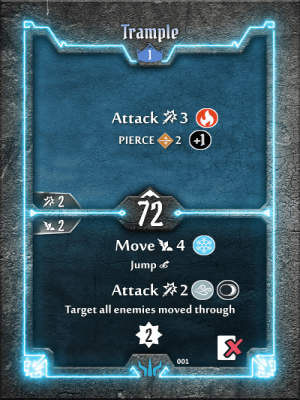 Trample
1
Attack 3
PIERCE 2 +1
2
72
2
Move 4
Jump
Attack 2
Target all enemies moved through
2
001